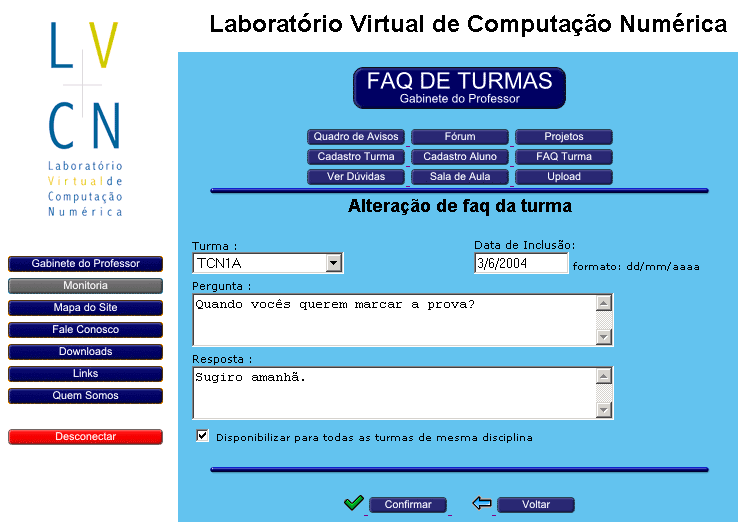 Laboratório Virtual de Computação Numérica
LV
CN
Laboratório
Virtual de
Computação
Numérica
FAQ DE TURMAS
Gabinete do Professor
Quadro de Avisos Fórum Projetos
Cadastro Turma Cadastro Aluno FAQ Turma
Ver Dúvidas Sala de Aula Upload
Alteração de faq da turma
Gabinete do Professor
Monitoria
Mapa do Site
Fale Conosco
Downloads
Links
Quem Somos
Desconectar
Turma : Data de Inclusão:
TCN1A 3/6/2004 formato: dd/mm/aaaa
Pergunta :
Quando vocés querem marcar a prova?
Resposta :
Sugiro amanhã.
Disponibilizar para todas as turmas de mesma disciplina
Confirmar Voltar